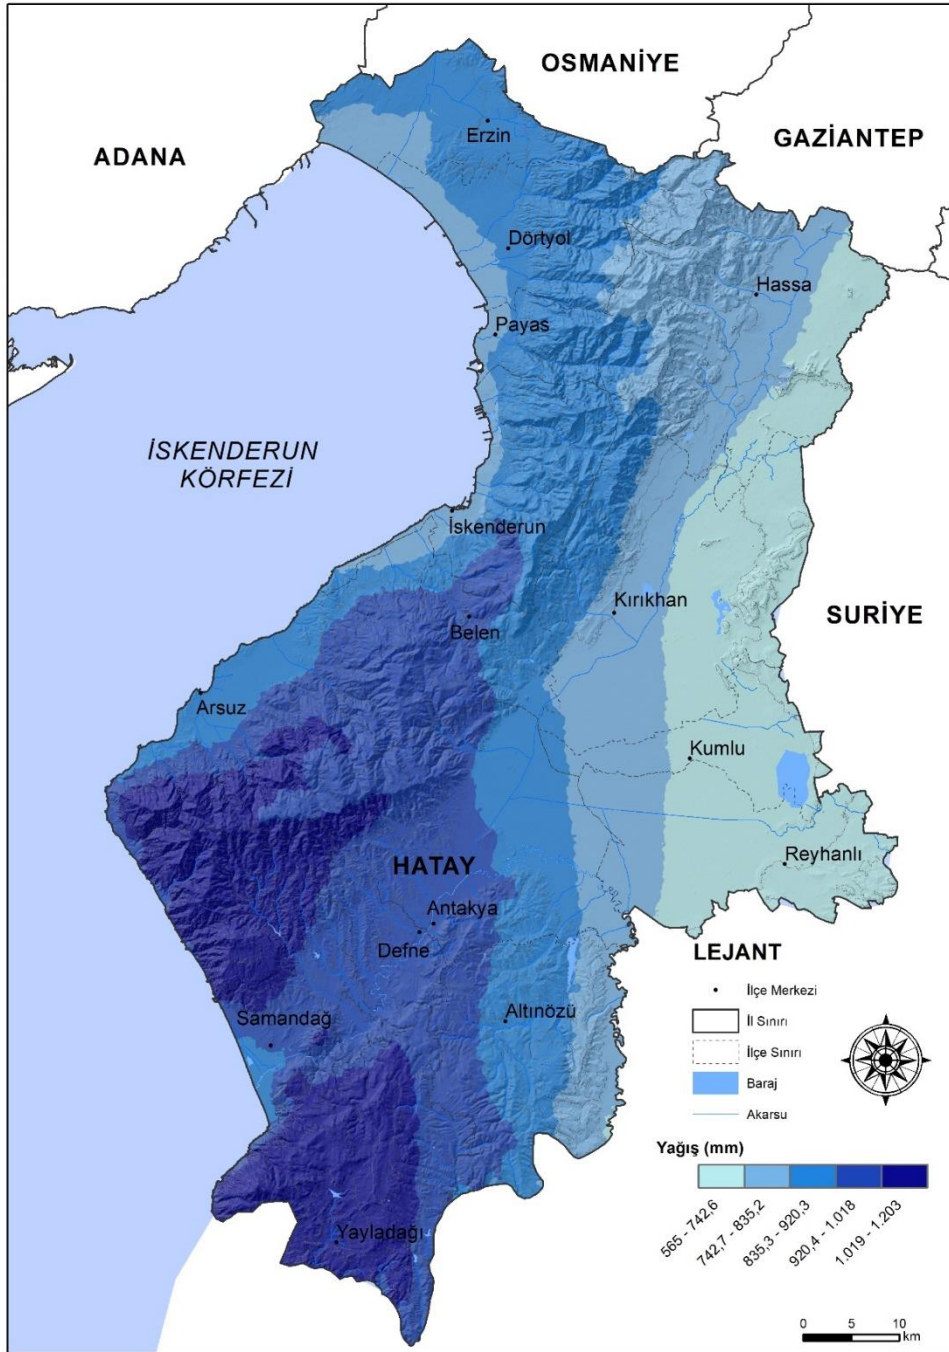 OSMANİYE
ADANA
GAZİANTEP
Erzin
Dörtyol
Hassa
Payas
İSKENDERUN
KÖRFEZİ
İskenderun
Kırıkhan
SURİYE
Belen
Arsuz
Kumlu
HATAY
Reyhanlı
Antakya
Defne
Samandağ
Altınözü
Yayladağı
LEJANT
İlçe Merkezi
İl Sınırı
İlçe Sınırı
Baraj
Akarsu
Yağış (mm)
565 - 742,6
742,7 - 835,2
835,3 - 920,3
920,4 - 1.018
1.019 - 1.203
0 5 10
km